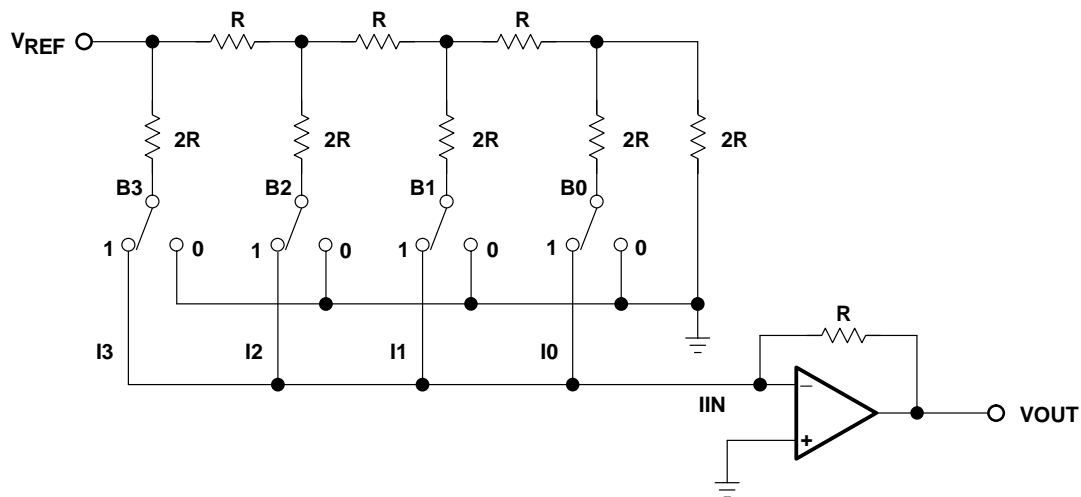 R R R
VREF
2R 2R 2R 2R 2R
B3 B2 B1 B0
1 0 1 0 1 0 1 0
I3 I2 I1 I0
R
IIN
–
+
VOUT